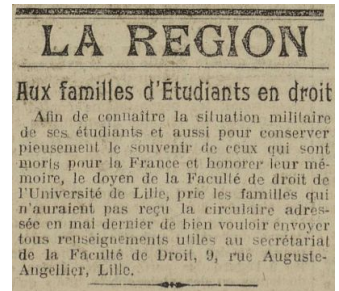 LA REGION
Aux familles d'Étudiants en droit
Afin de connaître la situation militaire
de ses étudiants et aussi pour conserver
pieusement le souvenir de ceux qui sont
morts pour la France et honorer leur mé-
moire, le doyen de la Faculté de droit de
l'Université de Lille, prie les familles qui
n'auraient pas reçu la circulaire adres-
sée en mai dernier de bien vouloir envoyer
tous renseignements utiles au secrétariat
de la Faculté de Droit, 9, rue Auguste-
Angellier, Lille.